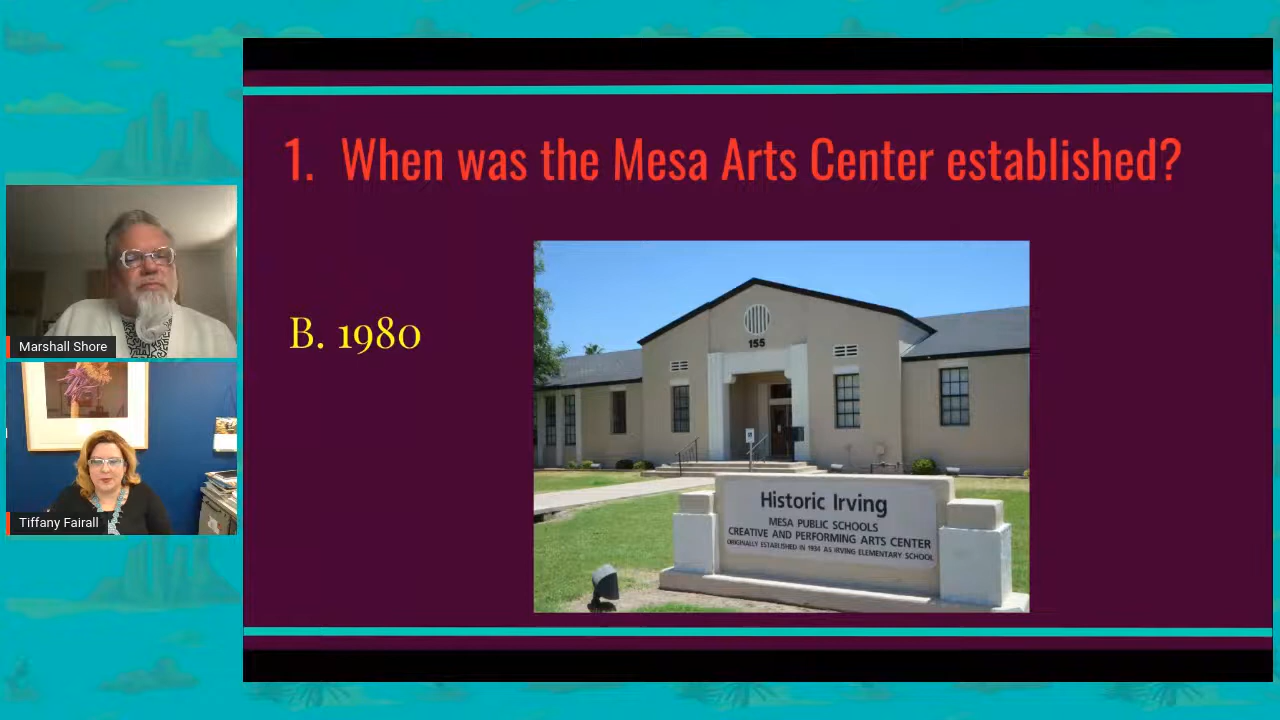 1. When was the Mesa Arts Center established?
B. 1980
155
Historic Irving
MESA PUBLIC SCHOOLS
CREATIVE AND PERFORMING ARTS CENTER
ORIGINALLY ESTABLISHED IN 1934 AS IRVING ELEMENTARY SCHOOL
Marshall Shore
Tiffany Fairall